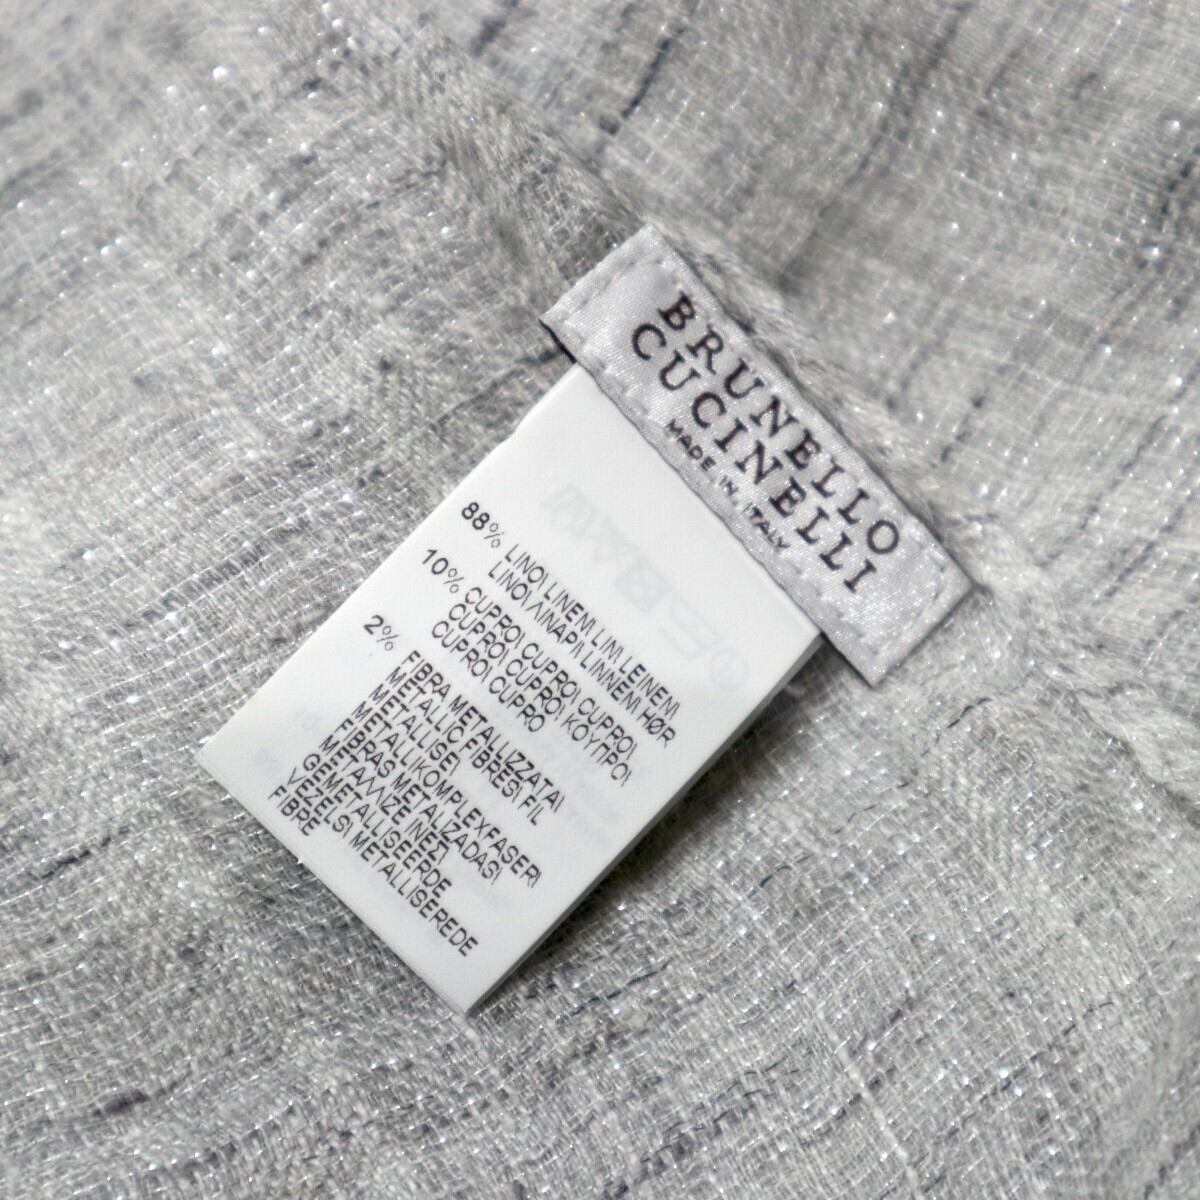 BRUNELLO
CUCINELLI
MADE IN ITALY
88% LINO\ LINEN\ LIN\ LEINEN\
LINO\ ΛΙΝΑΡΙ\ LINNEN\ HØR
10% CUPRO\ CUPRO\ CUPRO\
CUPRO\ CUPRO\ ΚΟΥΠΡΟ\
CUPRO\ CUPRO
2% FIBRA METALLIZZATA\
METALLIC FIBRES\ FIL
METALLISE\
METALLIKOMPLEXFASER\
FIBRAS METALIZADAS\
ΜΕΤΑΛΛΙΖΕ ΙΝΕΣ\
GEMETALLISEERDE
VEZELS\ METALLISEREDE
FIBRE